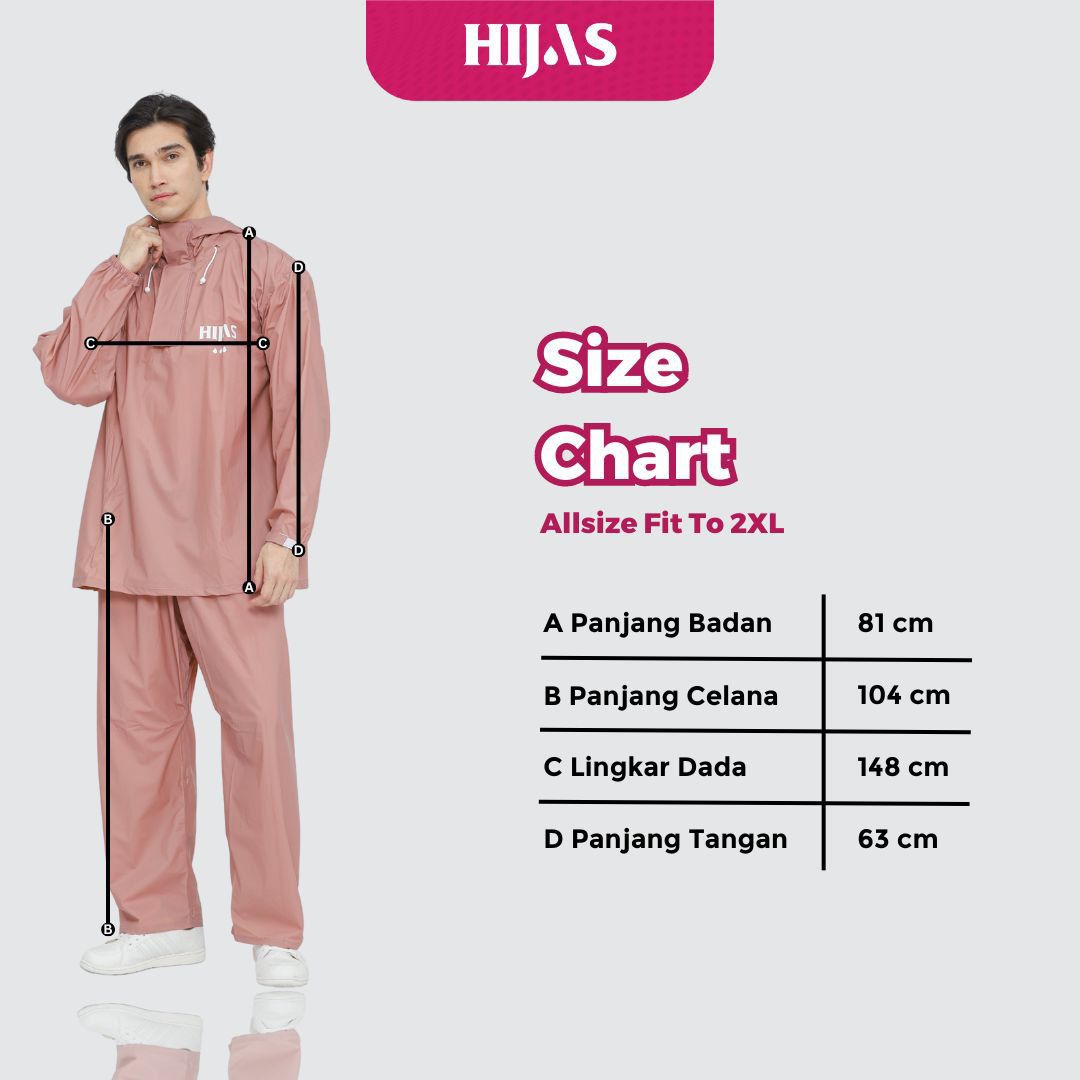 HIJAS
A
D
HIJAS
C
C
B
D
A
B
Size
Chart
Allsize Fit To 2XL
A Panjang Badan 81 cm
B Panjang Celana 104 cm
C Lingkar Dada 148 cm
D Panjang Tangan 63 cm